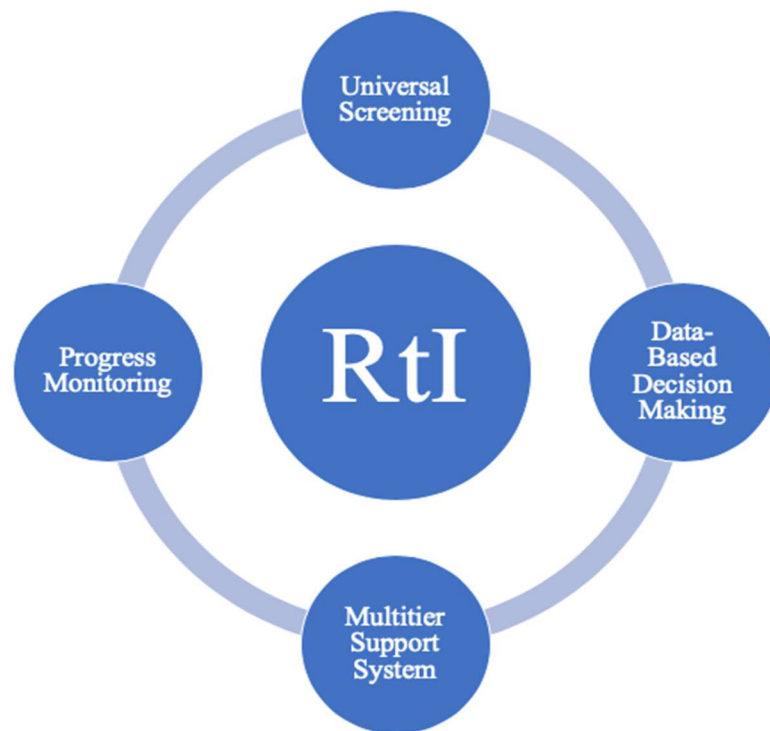 Universal
Screening
Progress
Monitoring
RtI
Data-
Based
Decision
Making
Multitier
Support
System